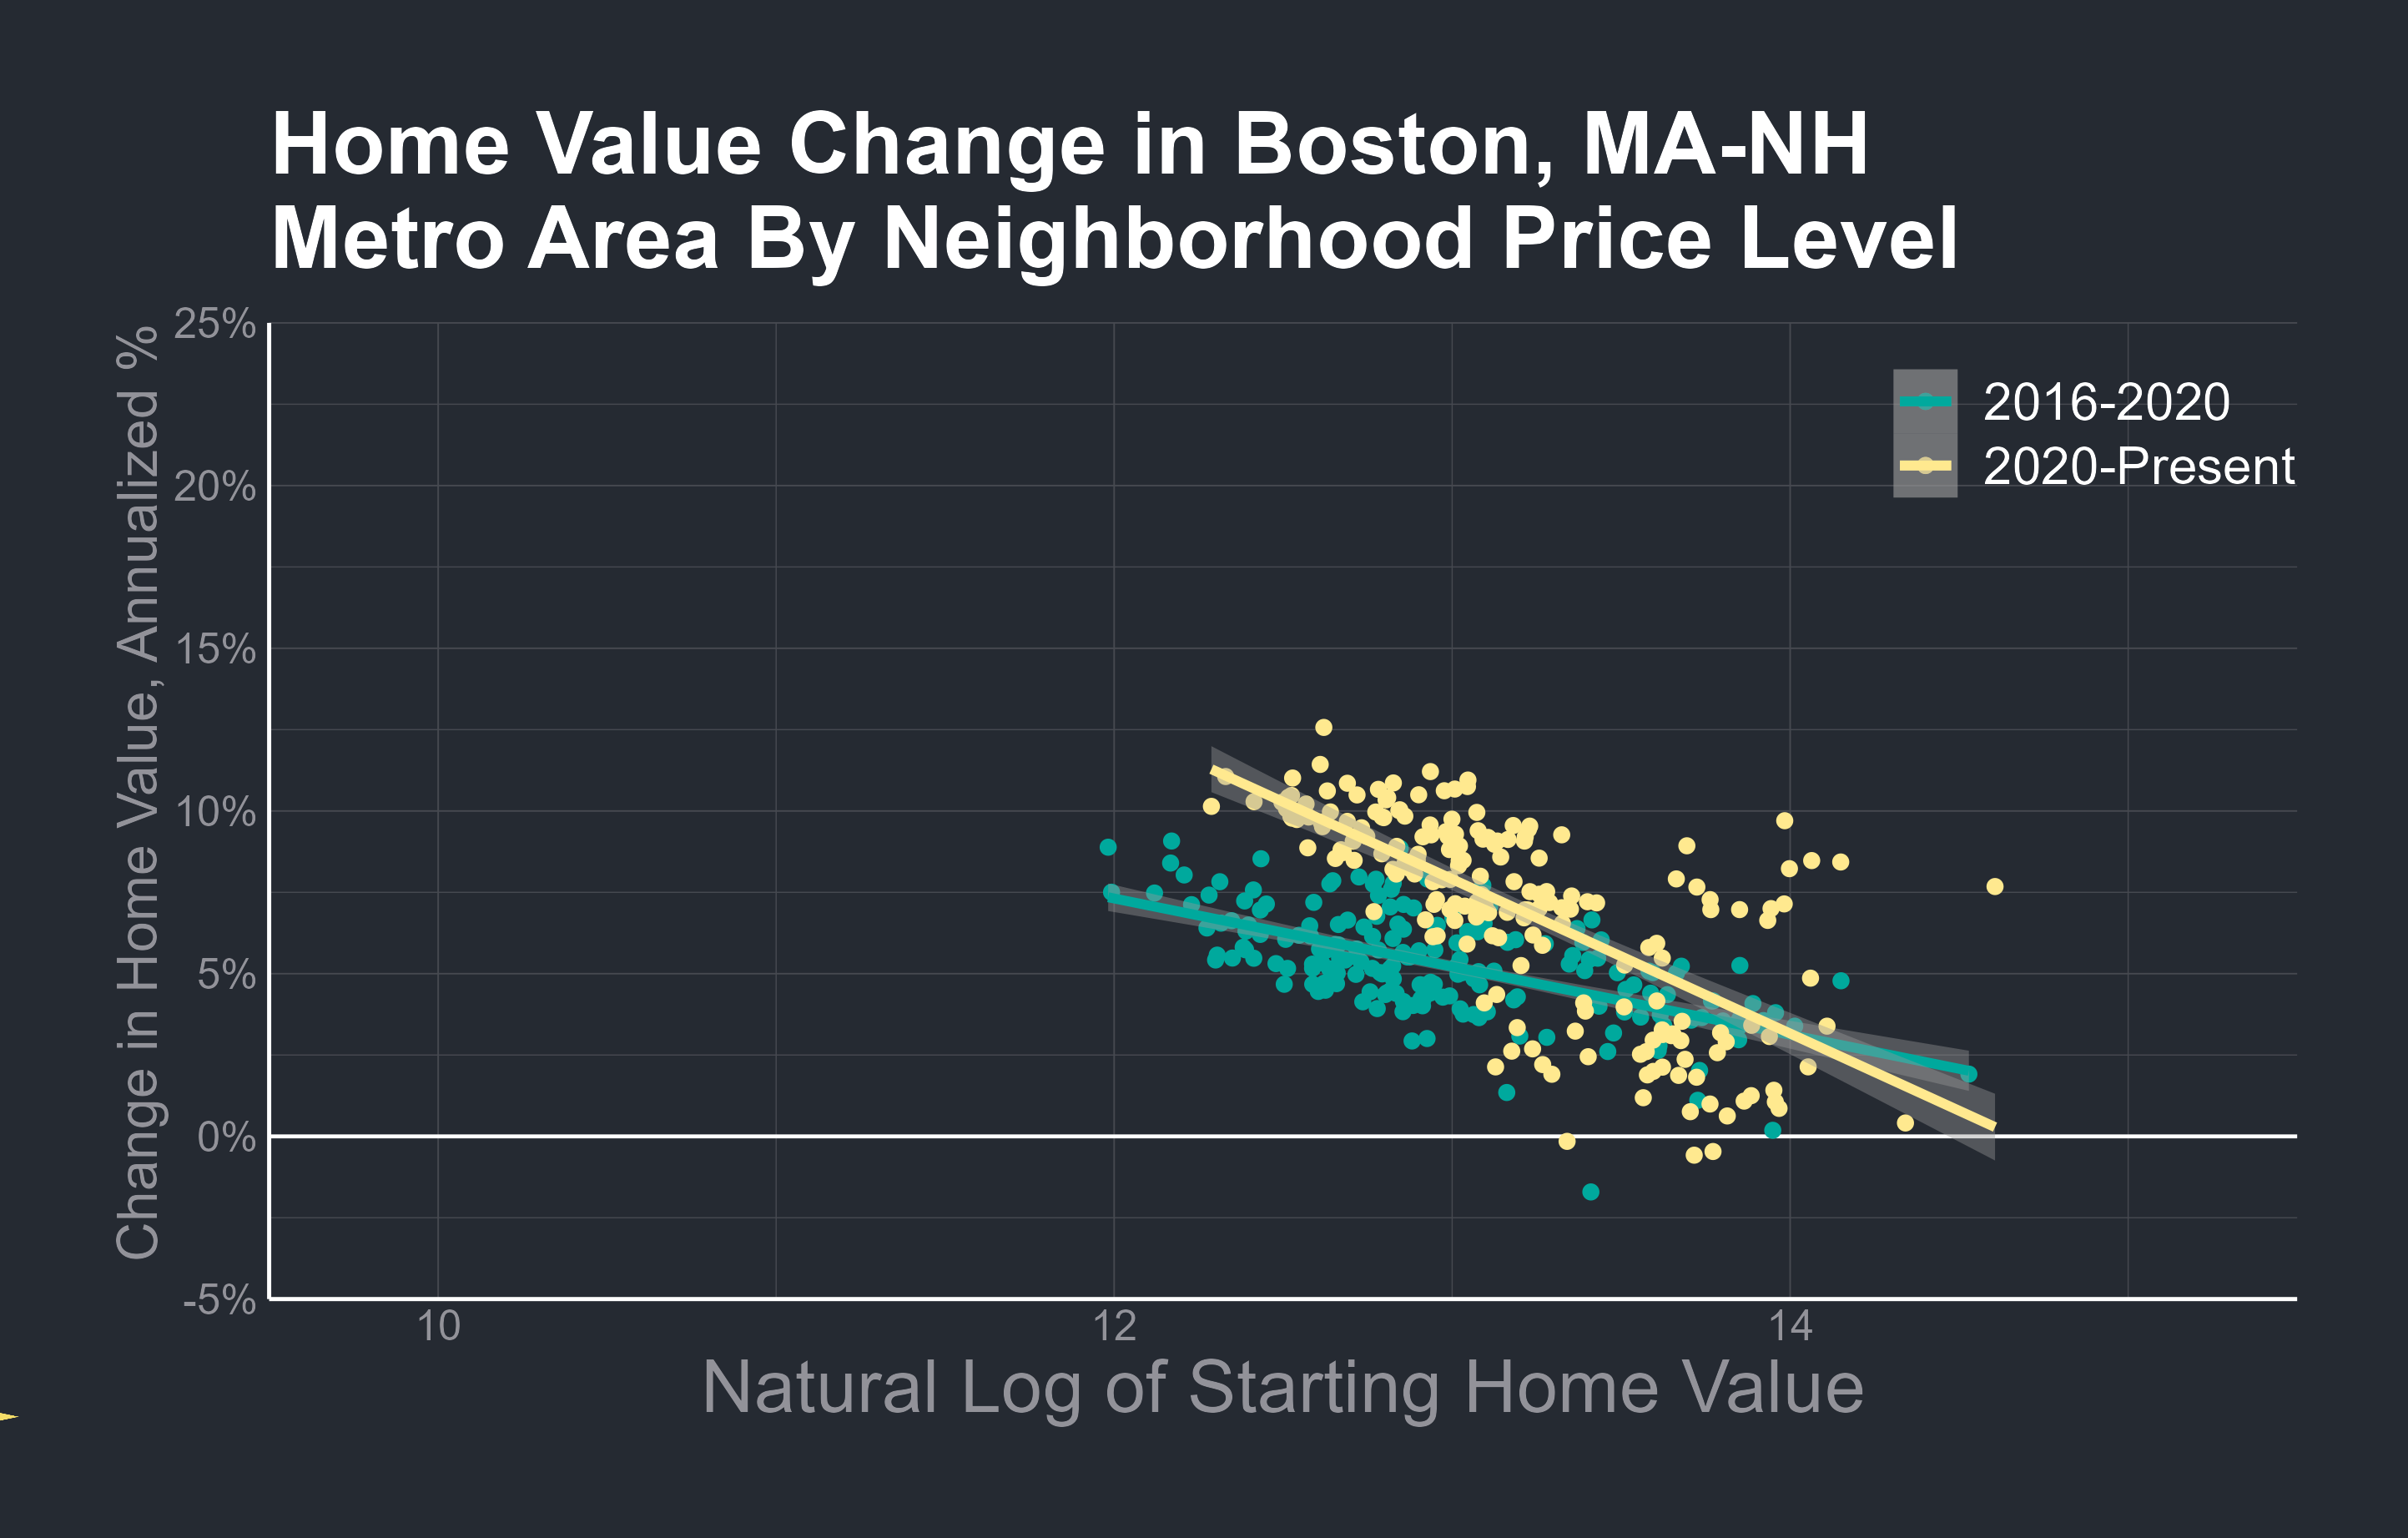 Home Value Change in Boston, MA-NH
Metro Area By Neighborhood Price Level
Change in Home Value, Annualized %
25%
20%
15%
10%
5%
0%
-5%
2016-2020
2020-Present
10
12
14
Natural Log of Starting Home Value